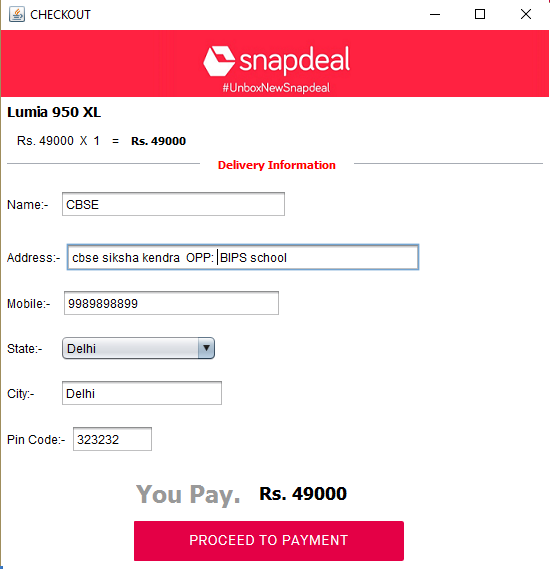 CHECKOUT
snapdeal
#UnboxNewSnapdeal
Lumia 950 XL
Rs. 49000 X 1 = Rs. 49000
Delivery Information
Name:- CBSE
Address:- cbse siksha kendra OPP: BIPS school
Mobile:- 9989898899
State:- Delhi
City:- Delhi
Pin Code:- 323232
You Pay. Rs. 49000
PROCEED TO PAYMENT